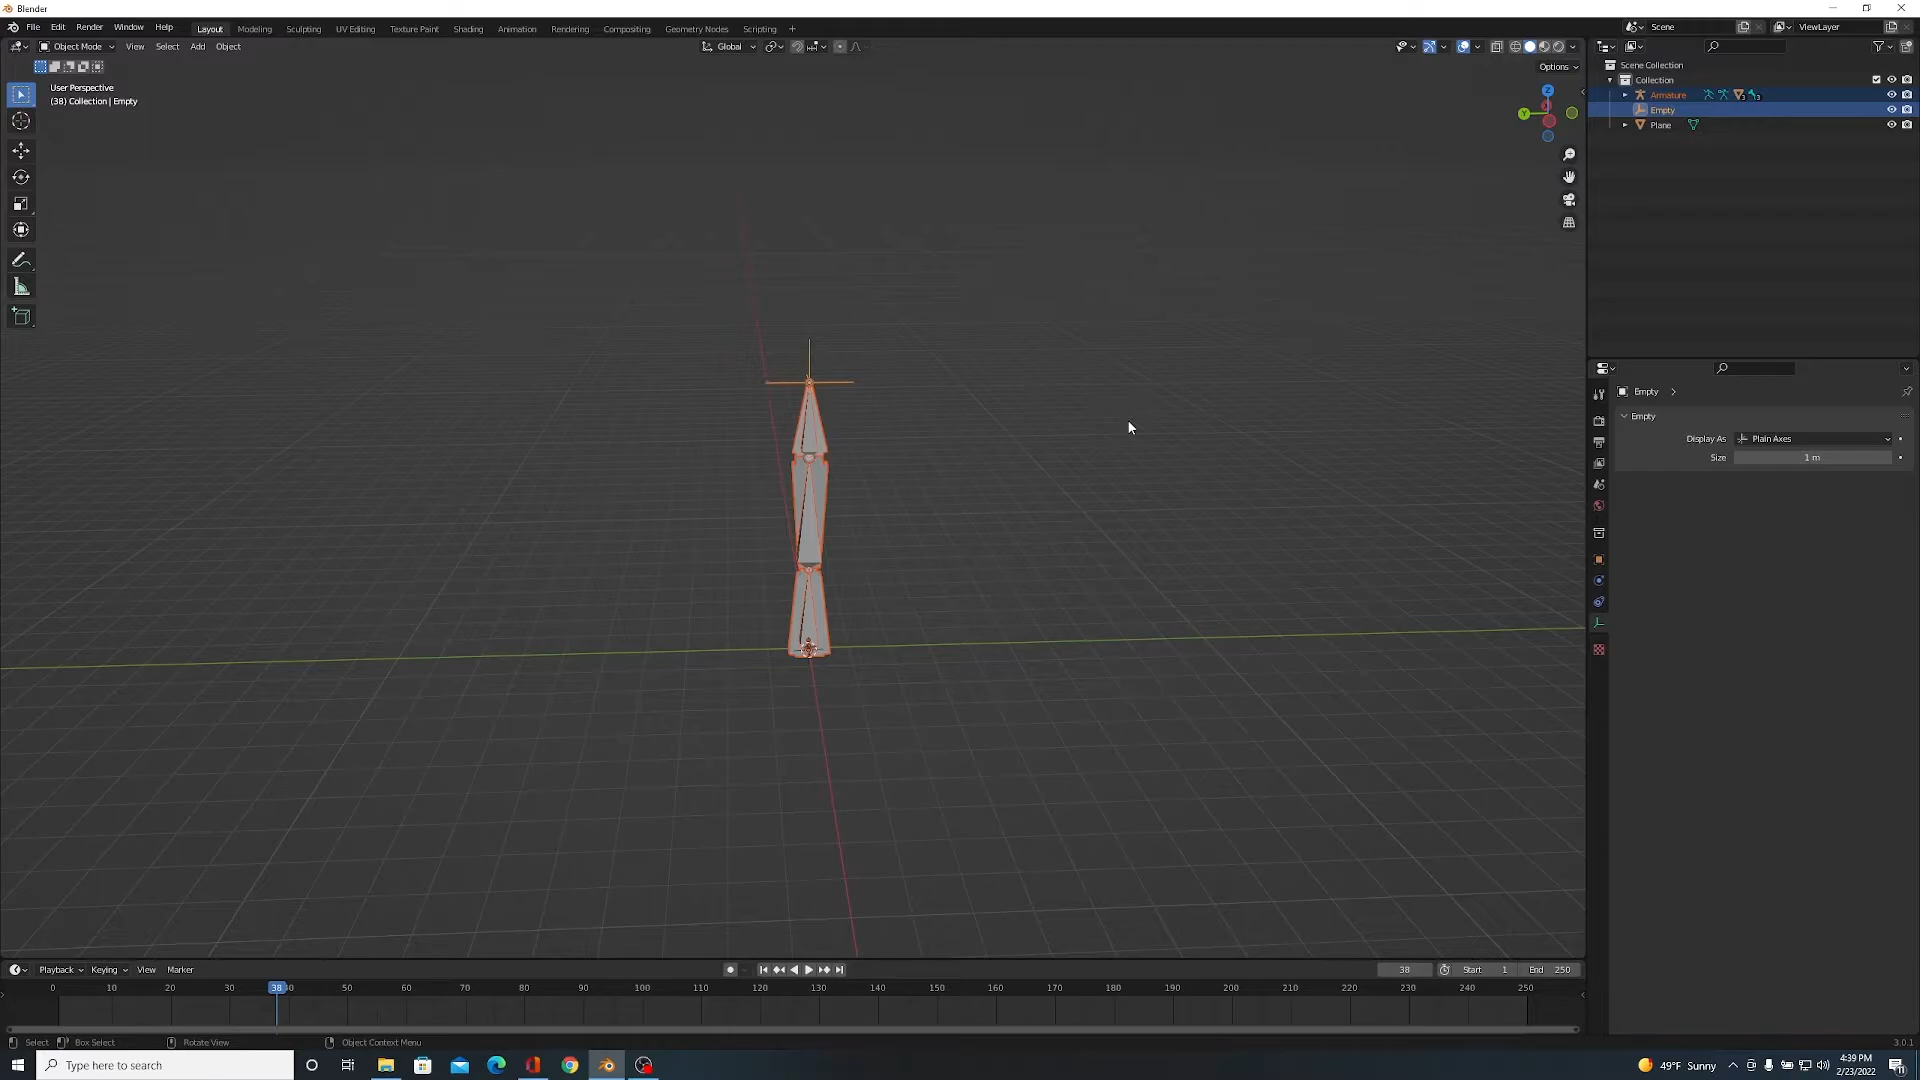 Blender
File Edit Render Window Help Layout Modeling Sculpting UV Editing Texture Paint Shading Animation Rendering Compositing Geometry Nodes Scripting + Scene ViewLayer
Object Mode View Select Add Object Global
Options
User Perspective
(38) Collection | Empty
Z
Y
Scene Collection
Collection
Armature 3 3
Empty
Plane
Empty
Empty
Display As Plain Axes
Size 1 m
Playback Keying View Marker 38 Start 1 End 250
0 10 20 30 38 50 60 70 80 90 100 110 120 130 140 150 160 170 180 190 200 210 220 230 240 250
Select Box Select Rotate View Object Context Menu 3.0.1
Type here to search 49°F Sunny 4:39 PM
2/23/2022